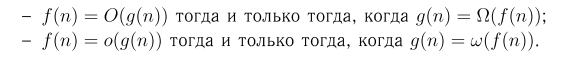 – f(n) = O(g(n)) тогда и только тогда, когда g(n) = Ω(f(n));
– f(n) = o(g(n)) тогда и только тогда, когда g(n) = ω(f(n)).